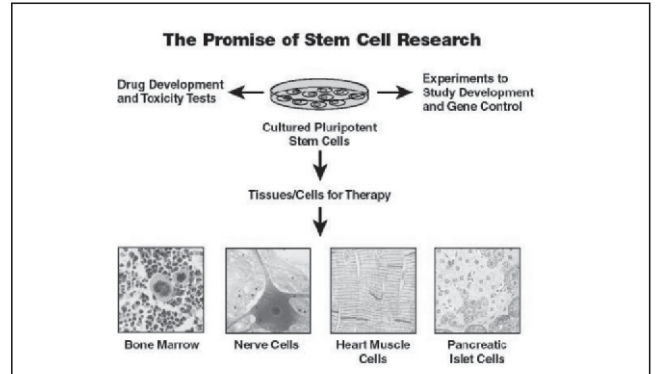 The Promise of Stem Cell Research
Drug Development
and Toxicity Tests
Experiments to
Study Development
and Gene Control
Cultured Pluripotent
Stem Cells
Tissues/Cells for Therapy
Bone Marrow
Nerve Cells
Heart Muscle
Cells
Pancreatic
Islet Cells